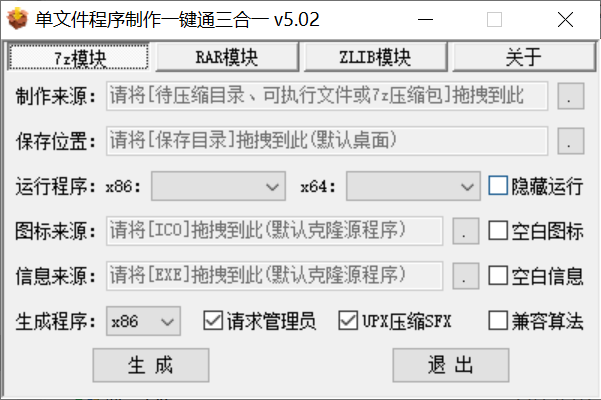 单文件程序制作一键通三合一 v5.02
7z模块 RAR模块 ZLIB模块 关于
制作来源: 请将[待压缩目录、可执行文件或7z压缩包]拖拽到此 .
保存位置: 请将[保存目录]拖拽到此(默认桌面) .
运行程序: x86: x64: 隐藏运行
图标来源: 请将[ICO]拖拽到此(默认克隆源程序) . 空白图标
信息来源: 请将[EXE]拖拽到此(默认克隆源程序) . 空白信息
生成程序: x86 请求管理员 UPX压缩SFX 兼容算法
生 成 退 出